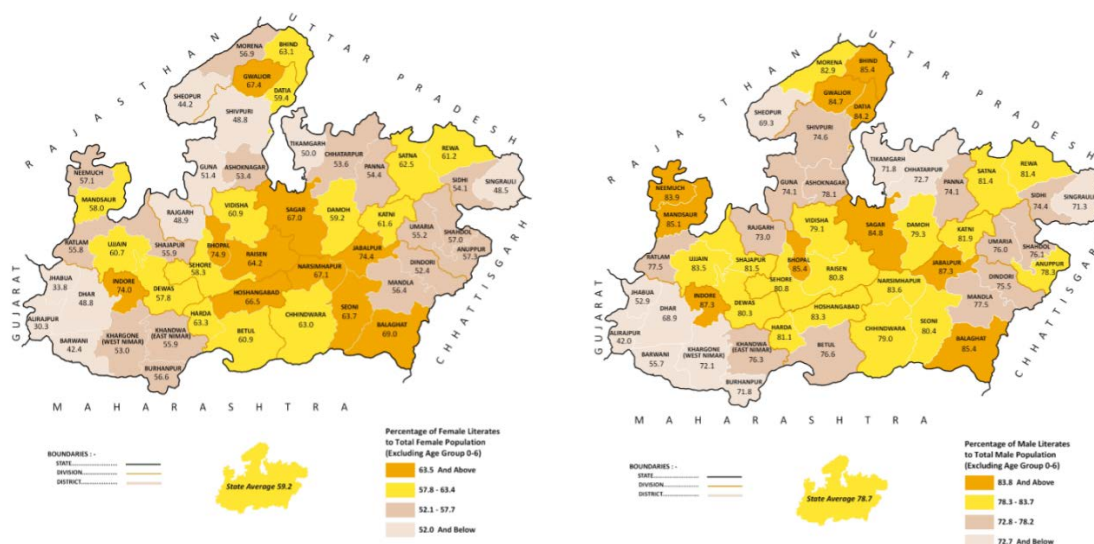 RAJASTHAN
UTTAR PRADESH
MORENA
56.9
BHIND
63.1
GWALIOR
67.4
DATIA
59.4
SHEOPUR
44.2
SHIVPURI
48.8
TIKAMGARH
50.0
CHHATARPUR
53.6
PANNA
54.4
SATNA
62.5
REWA
61.2
SIDHI
54.1
SINGRAULI
48.5
NEEMUCH
57.1
MANDSAUR
58.0
GUNA
51.4
ASHOKNAGAR
53.4
RAJGARH
48.9
VIDISHA
60.9
SAGAR
67.0
DAMOH
59.2
KATNI
61.6
UMARIA
55.2
SHAHDOL
57.0
ANUPPUR
57.3
RATLAM
55.8
UJJAIN
60.7
SHAJAPUR
55.9
BHOPAL
74.9
SEHORE
58.3
RAISEN
64.2
JABALPUR
74.4
NARSIMHAPUR
67.1
DINDORI
52.4
MANDLA
56.4
JHABUA
33.8
DHAR
48.8
INDORE
74.0
DEWAS
57.8
HOSHANGABAD
66.5
SEONI
63.7
BALAGHAT
69.0
ALIRAJPUR
30.3
BARWANI
42.4
KHARGONE
(WEST NIMAR)
53.0
KHANDWA
(EAST NIMAR)
55.9
HARDA
63.3
BETUL
60.9
CHHINDWARA
63.0
BURHANPUR
56.6
GUJARAT
CHHATISGARH
MAHARASHTRA
BOUNDARIES : -
STATE
DIVISION
DISTRICT
State Average 59.2
Percentage of Female Literates
to Total Female Population
(Excluding Age Group 0-6)
63.5 And Above
57.8 - 63.4
52.1 - 57.7
52.0 And Below
RAJASTHAN
UTTAR PRADESH
MORENA
82.9
BHIND
85.4
GWALIOR
84.7
DATIA
84.2
SHEOPUR
69.3
SHIVPURI
74.6
TIKAMGARH
71.8
CHHATARPUR
72.7
PANNA
74.1
SATNA
81.4
REWA
81.4
SIDHI
74.4
SINGRAULI
71.3
NEEMUCH
83.9
MANDSAUR
85.1
GUNA
74.1
ASHOKNAGAR
78.1
RAJGARH
73.0
VIDISHA
79.1
SAGAR
84.8
DAMOH
79.3
KATNI
81.9
UMARIA
76.0
SHAHDOL
76.1
ANUPPUR
78.3
RATLAM
77.5
UJJAIN
83.5
SHAJAPUR
81.5
BHOPAL
85.4
SEHORE
80.8
RAISEN
80.8
JABALPUR
87.3
NARSIMHAPUR
83.6
DINDORI
75.5
MANDLA
77.5
JHABUA
52.9
DHAR
68.9
INDORE
87.3
DEWAS
80.3
HOSHANGABAD
83.3
SEONI
80.4
BALAGHAT
85.4
ALIRAJPUR
42.0
BARWANI
55.7
KHARGONE
(WEST NIMAR)
72.1
KHANDWA
(EAST NIMAR)
76.3
HARDA
81.1
BETUL
76.6
CHHINDWARA
79.0
BURHANPUR
71.8
GUJARAT
CHHATTISGARH
MAHARASHTRA
BOUNDARIES : -
STATE
DIVISION
DISTRICT
State Average 78.7
Percentage of Male Literates
to Total Male Population
(Excluding Age Group 0-6)
83.8 And Above
78.3 - 83.7
72.8 - 78.2
72.7 And Below